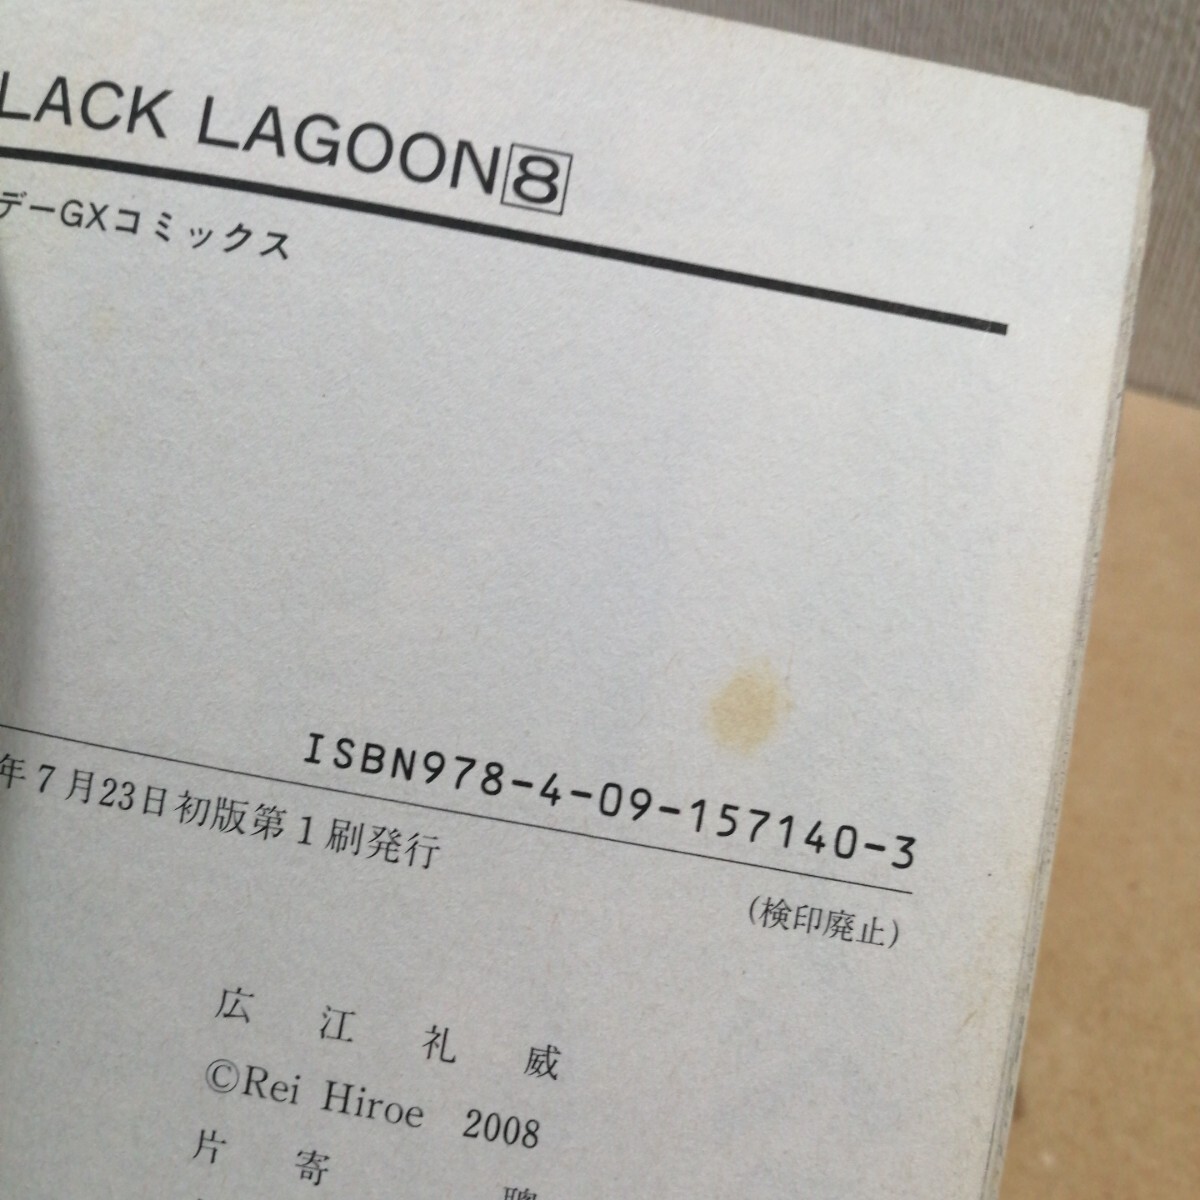 LACK LAGOON8
デーGXコミックス
ISBN978-4-09-157140-3
年7月23日初版第1刷発行
(検印廃止)
広江礼威
©Rei Hiroe 2008
片寄